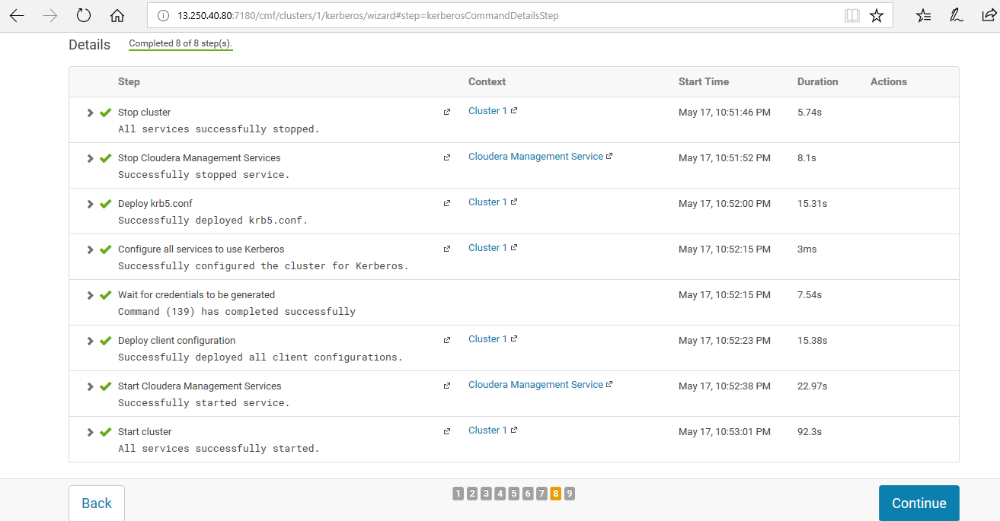 13.250.40.80:7180/cmf/clusters/1/kerberos/wizard#step=kerberosCommandDetailsStep
Details Completed 8 of 8 step(s).
Step Context Start Time Duration Actions
Stop cluster Cluster 1 May 17, 10:51:46 PM 5.74s
All services successfully stopped.
Stop Cloudera Management Services Cloudera Management Service May 17, 10:51:52 PM 8.1s
Successfully stopped service.
Deploy krb5.conf Cluster 1 May 17, 10:52:00 PM 15.31s
Successfully deployed krb5.conf.
Configure all services to use Kerberos Cluster 1 May 17, 10:52:15 PM 3ms
Successfully configured the cluster for Kerberos.
Wait for credentials to be generated May 17, 10:52:15 PM 7.54s
Command (139) has completed successfully
Deploy client configuration Cluster 1 May 17, 10:52:23 PM 15.38s
Successfully deployed all client configurations.
Start Cloudera Management Services Cloudera Management Service May 17, 10:52:38 PM 22.97s
Successfully started service.
Start cluster Cluster 1 May 17, 10:53:01 PM 92.3s
All services successfully started.
Back 1 2 3 4 5 6 7 8 9 Continue